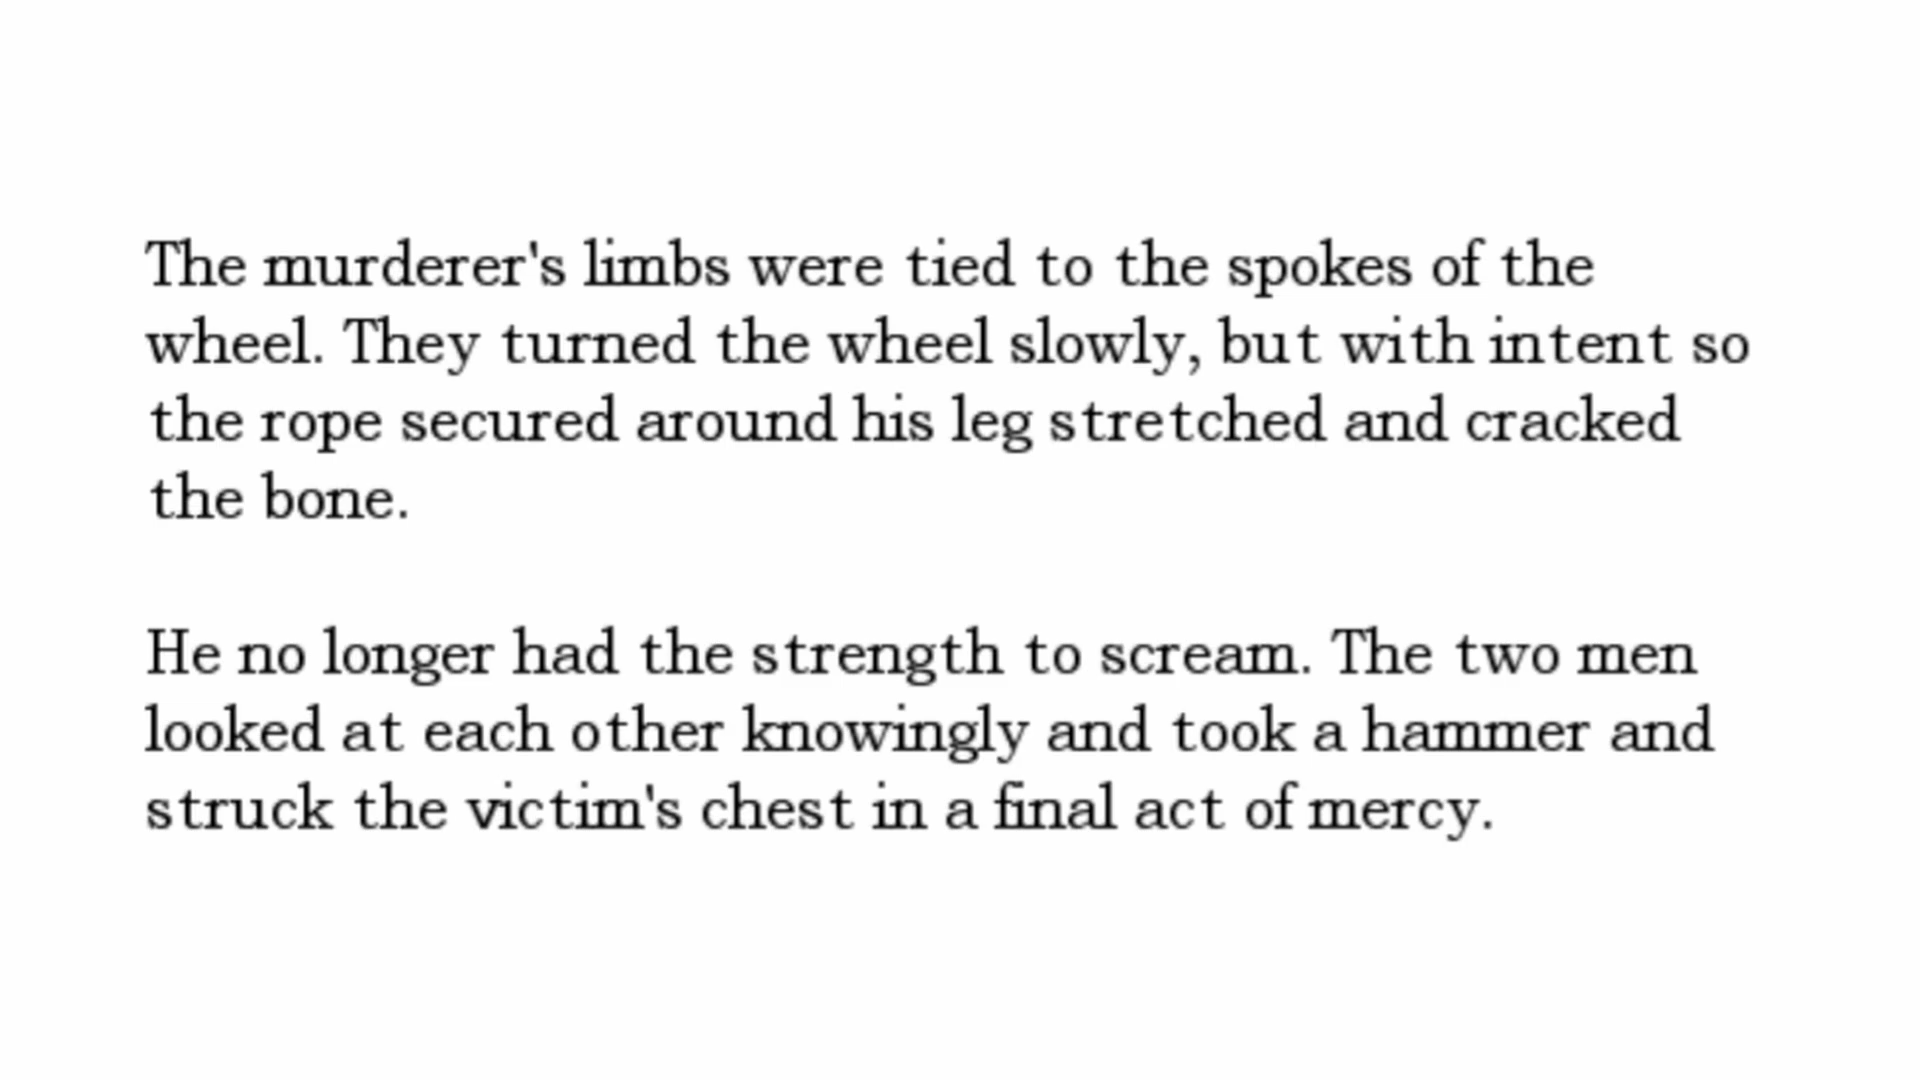 The murderer's limbs were tied to the spokes of the
wheel. They turned the wheel slowly, but with intent so
the rope secured around his leg stretched and cracked
the bone.
He no longer had the strength to scream. The two men
looked at each other knowingly and took a hammer and
struck the victim's chest in a final act of mercy.